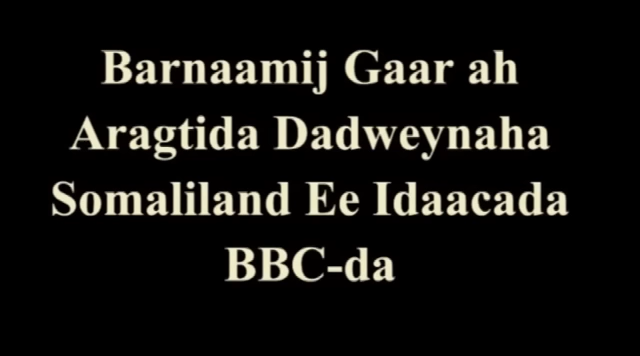 Barnaamij Gaar ah
Aragtida Dadweynaha
Somaliland Ee Idaacada
BBC-da